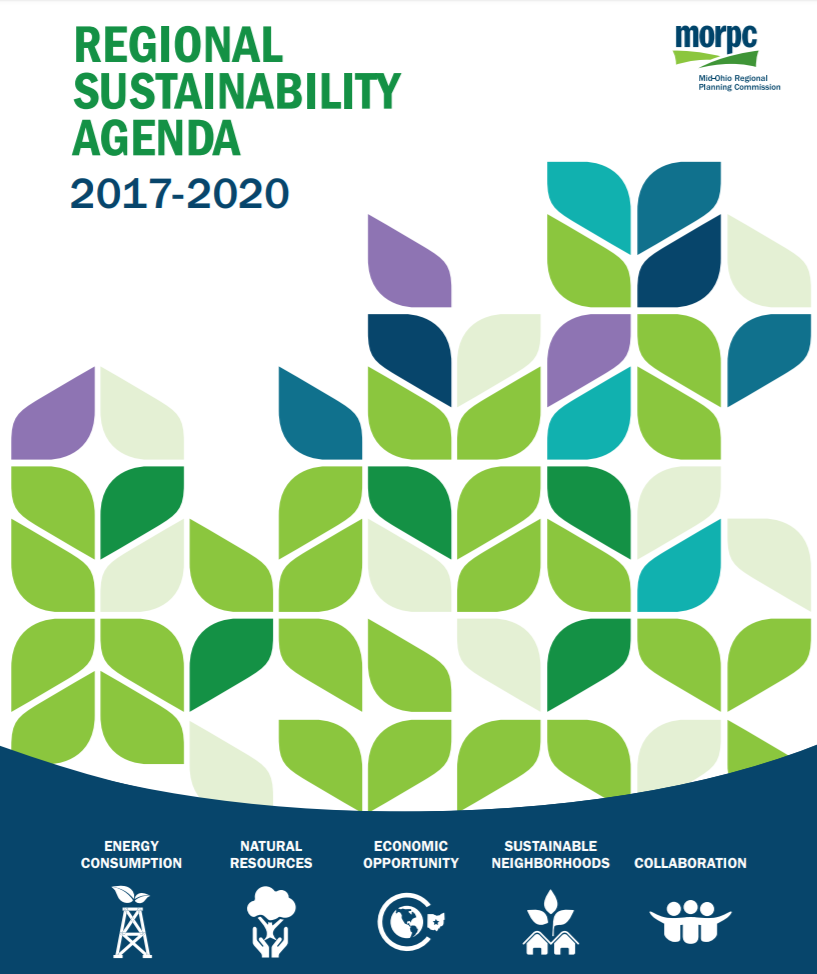 REGIONAL
SUSTAINABILITY
AGENDA
2017-2020
morpc
Mid-Ohio Regional
Planning Commission
ENERGY
CONSUMPTION
NATURAL
RESOURCES
ECONOMIC
OPPORTUNITY
SUSTAINABLE
NEIGHBORHOODS
COLLABORATION